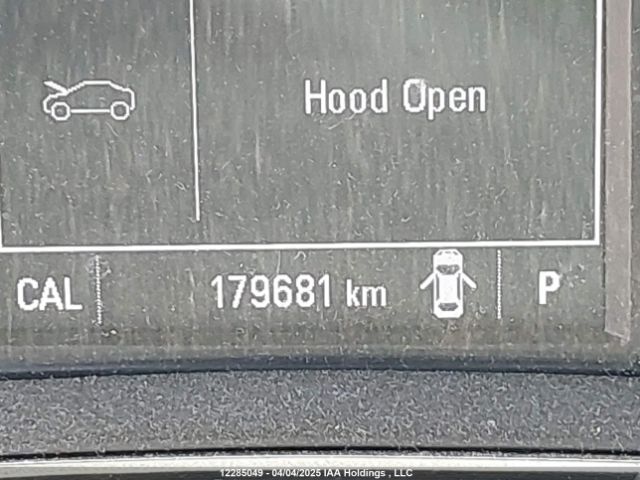 Hood Open
CAL 179681 km P
12285049 - 04/04/2025 IAA Holdings , LLC